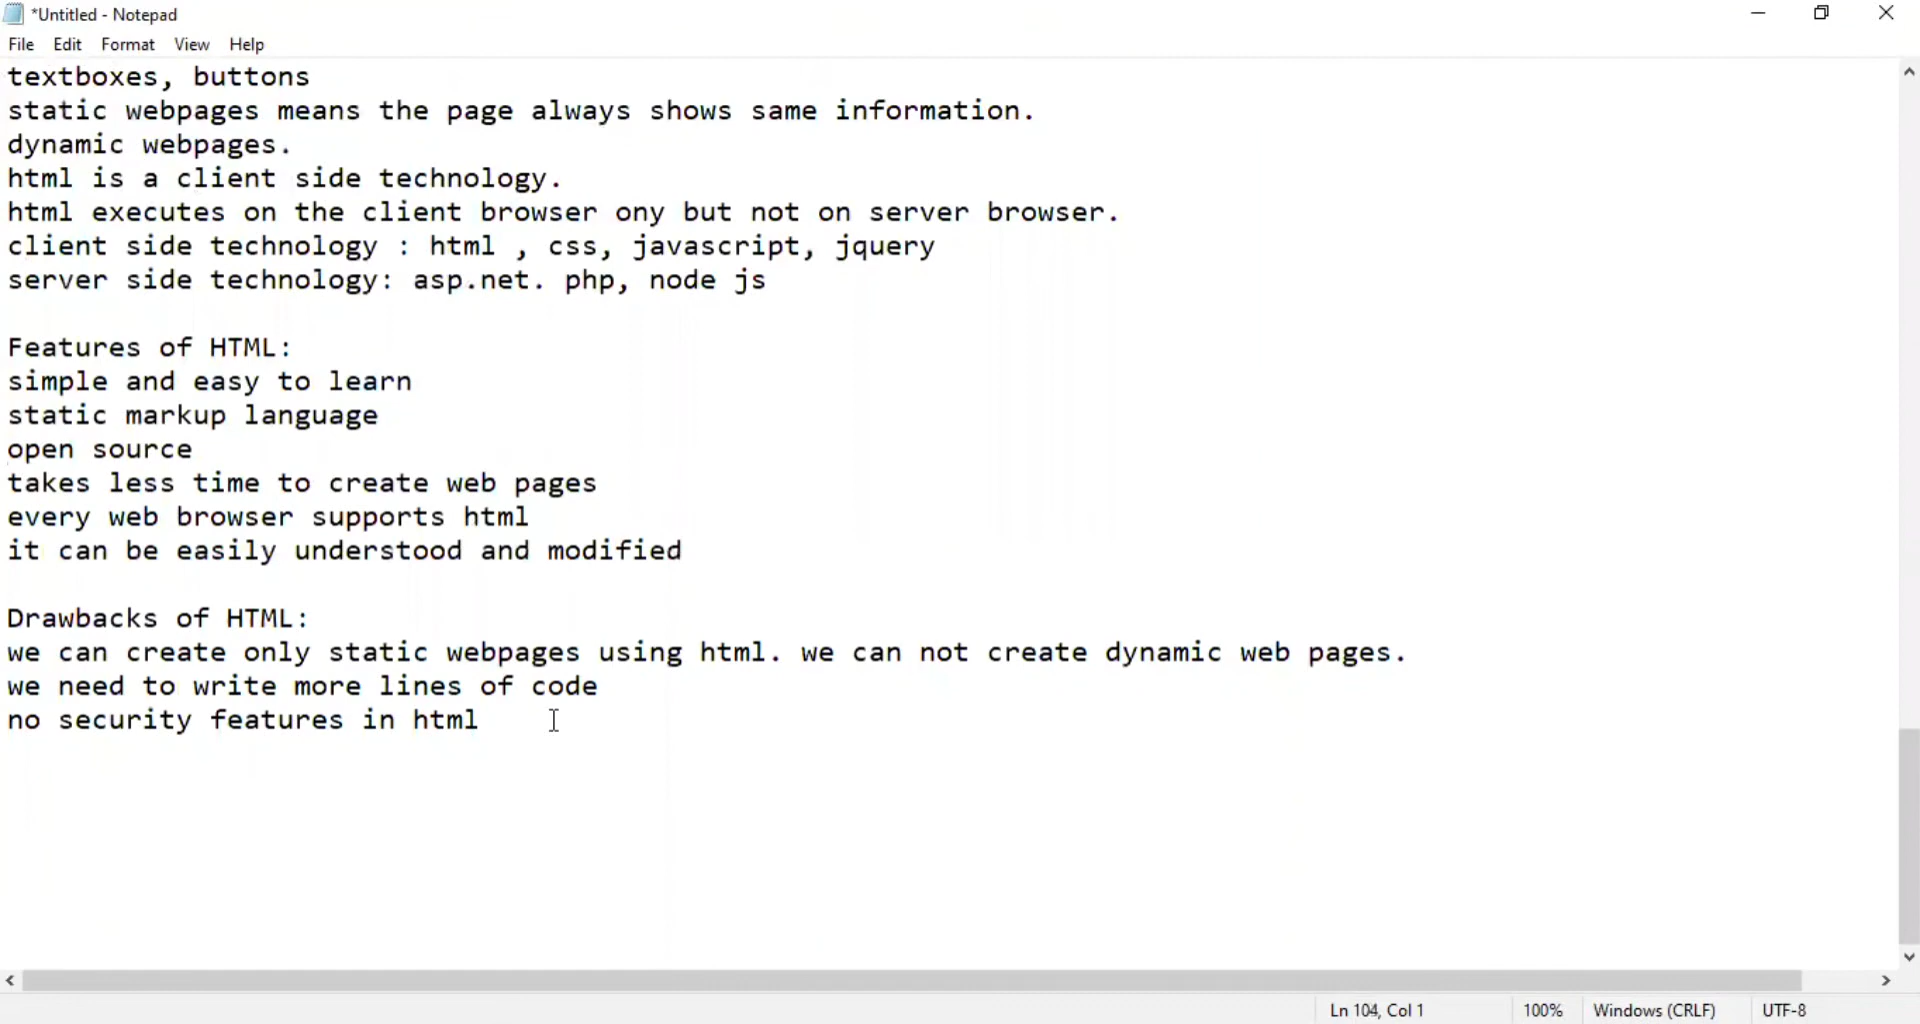 *Untitled - Notepad
File Edit Format View Help
textboxes, buttons
static webpages means the page always shows same information.
dynamic webpages.
html is a client side technology.
html executes on the client browser ony but not on server browser.
client side technology : html , css, javascript, jquery
server side technology: asp.net. php, node js
Features of HTML:
simple and easy to learn
static markup language
open source
takes less time to create web pages
every web browser supports html
it can be easily understood and modified
Drawbacks of HTML:
we can create only static webpages using html. we can not create dynamic web pages.
we need to write more lines of code
no security features in html
Ln 104, Col 1 100% Windows (CRLF) UTF-8